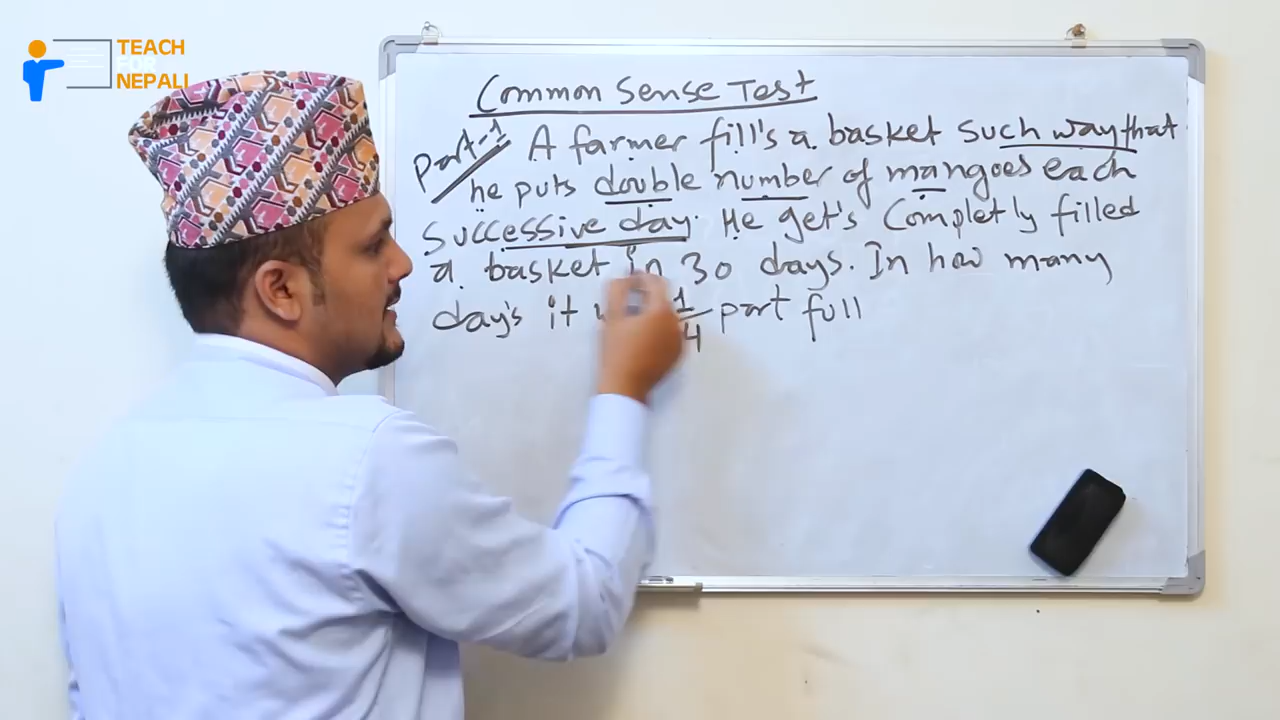 TEACH
FOR
NEPALI
Common Sense Test
Part-1
A farmer fill's a basket such way that
he puts double number of mangoes each
successive day. He get's Completly filled
a basket in 30 days. In how many
day's it 1/4 part full